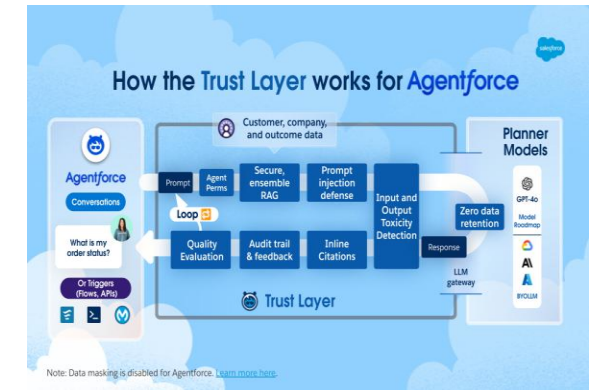 salesforce
How the Trust Layer works for Agentforce
Customer, company,
and outcome data
Planner
Models
Agentforce
Conversations
What is my
order status?
Or Triggers
(Flows, APIs)
Prompt
Agent
Perms
Secure,
ensemble
RAG
Prompt
injection
defense
Input and
Output
Toxicity
Detection
Loop
Quality
Evaluation
Audit trail
& feedback
Inline
Citations
Response
Zero data
retention
LLM
gateway
Trust Layer
GPT-4o
Model
Roadmap
AI
BYOLLM
Note: Data masking is disabled for Agentforce. Learn more here.